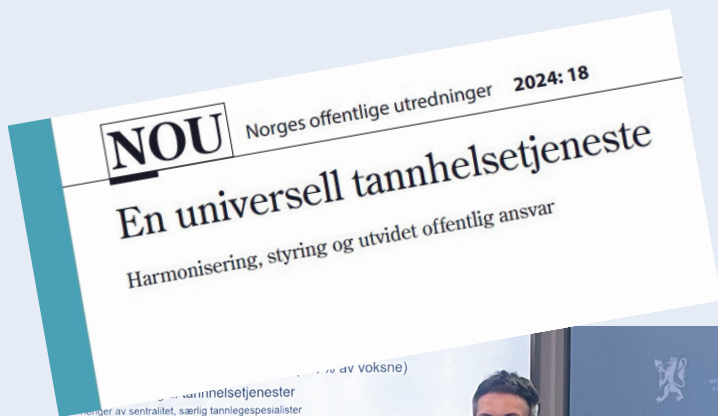 NOU
Norges offentlige utredninger 2024: 18
En universell tannhelsetjeneste
Harmonisering, styring og utvidet offentlig ansvar
av voksne)
tannhelsetjenester
av sentralitet, særlig tannlegespesialister